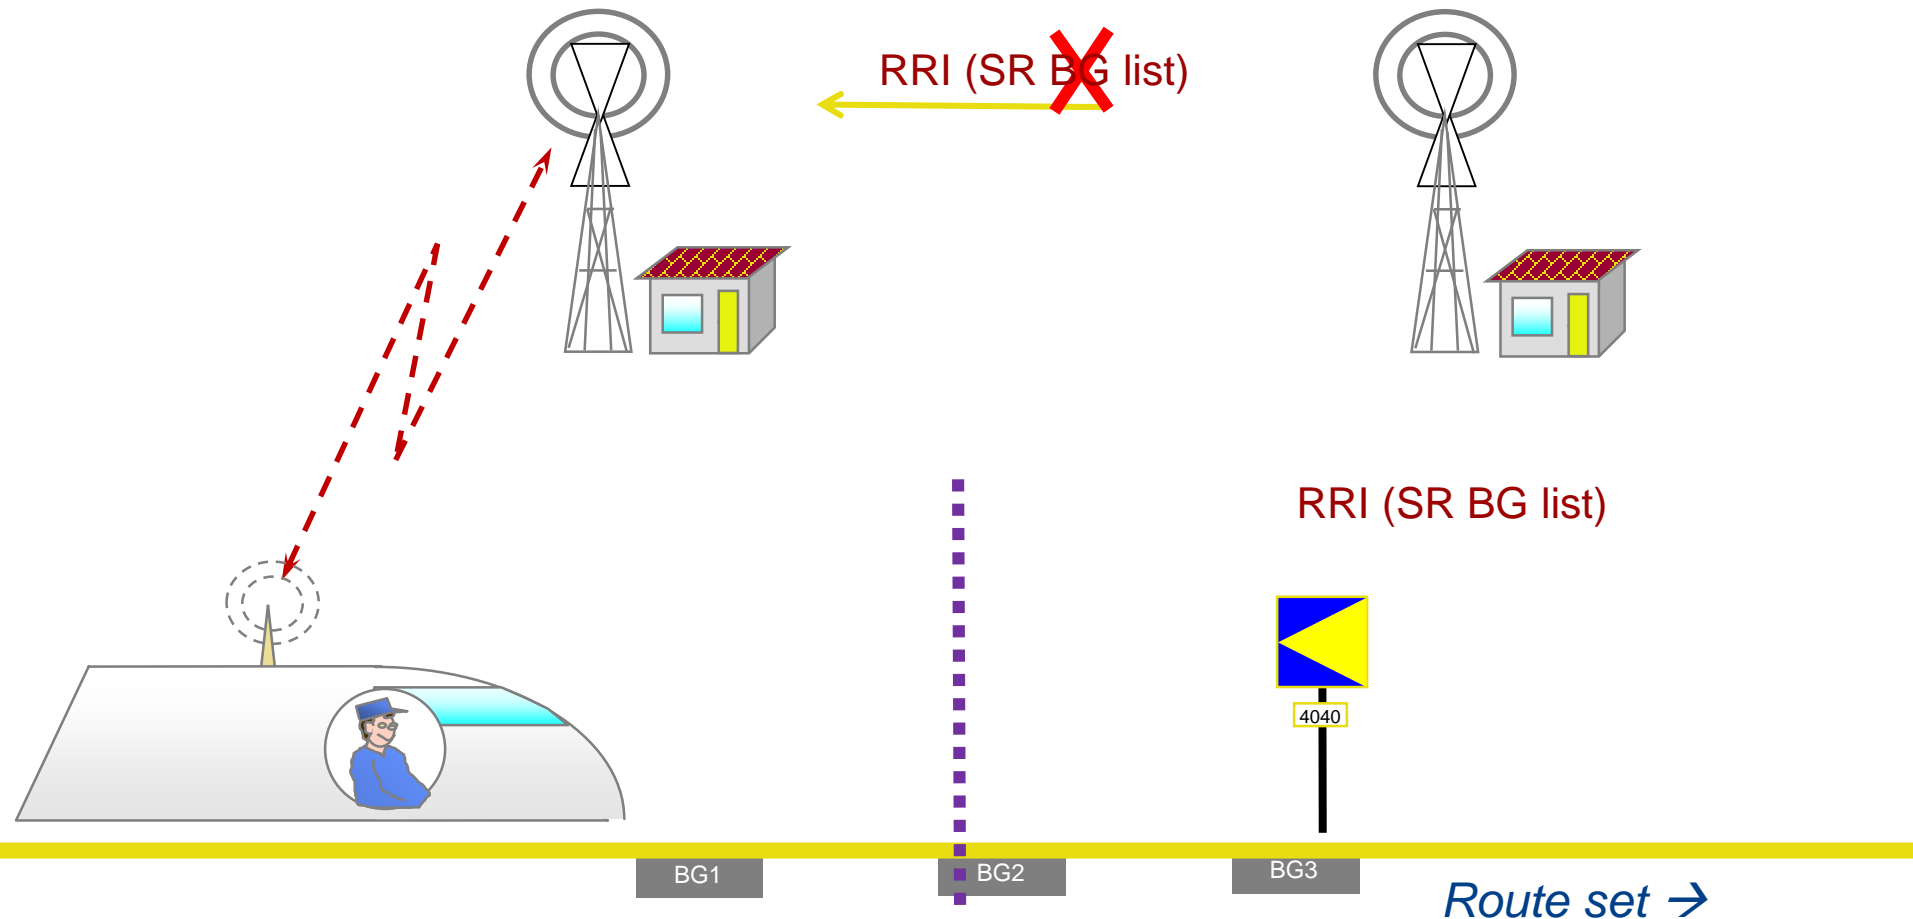 RRI (SR BG list)
RRI (SR BG list)
4040
BG1
BG2
BG3
Route set →